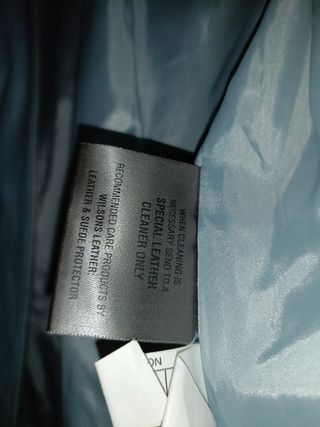 WHEN CLEANING IS
NECESSARY SEND TO A
SPECIAL LEATHER
CLEANER ONLY
RECOMMENDED CARE PRODUCTS BY
WILSONS LEATHER:
LEATHER & SUEDE PROTECTOR
ON